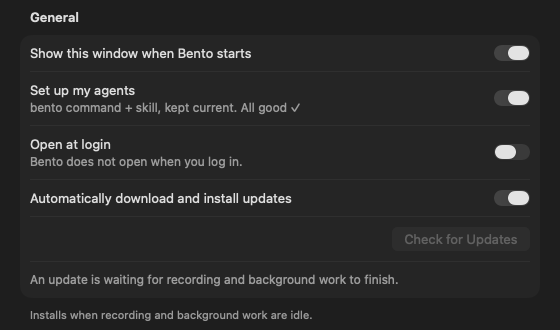 General
Show this window when Bento starts
Set up my agents
bento command + skill, kept current. All good ✓
Open at login
Bento does not open when you log in.
Automatically download and install updates
Check for Updates
An update is waiting for recording and background work to finish.
Installs when recording and background work are idle.